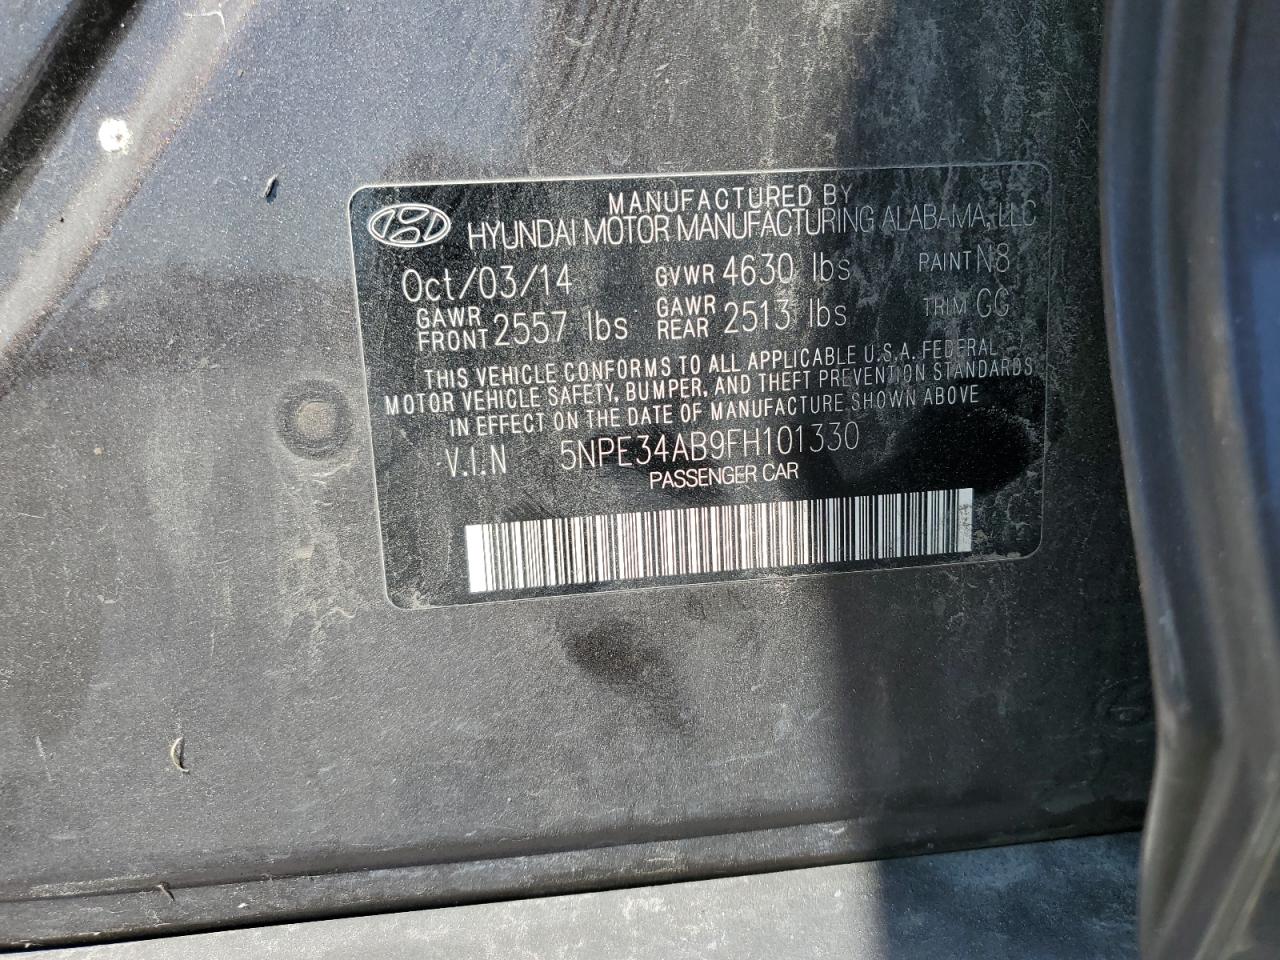 MANUFACTURED BY
HYUNDAI MOTOR MANUFACTURING ALABAMA, LLC
Oct/03/14 GVWR 4630 lbs PAINT N8
GAWR FRONT 2557 lbs GAWR REAR 2513 lbs TRIM GG
THIS VEHICLE CONFORMS TO ALL APPLICABLE U.S.A. FEDERAL
MOTOR VEHICLE SAFETY, BUMPER, AND THEFT PREVENTION STANDARDS
IN EFFECT ON THE DATE OF MANUFACTURE SHOWN ABOVE
V.I.N 5NPE34AB9FH101330
PASSENGER CAR